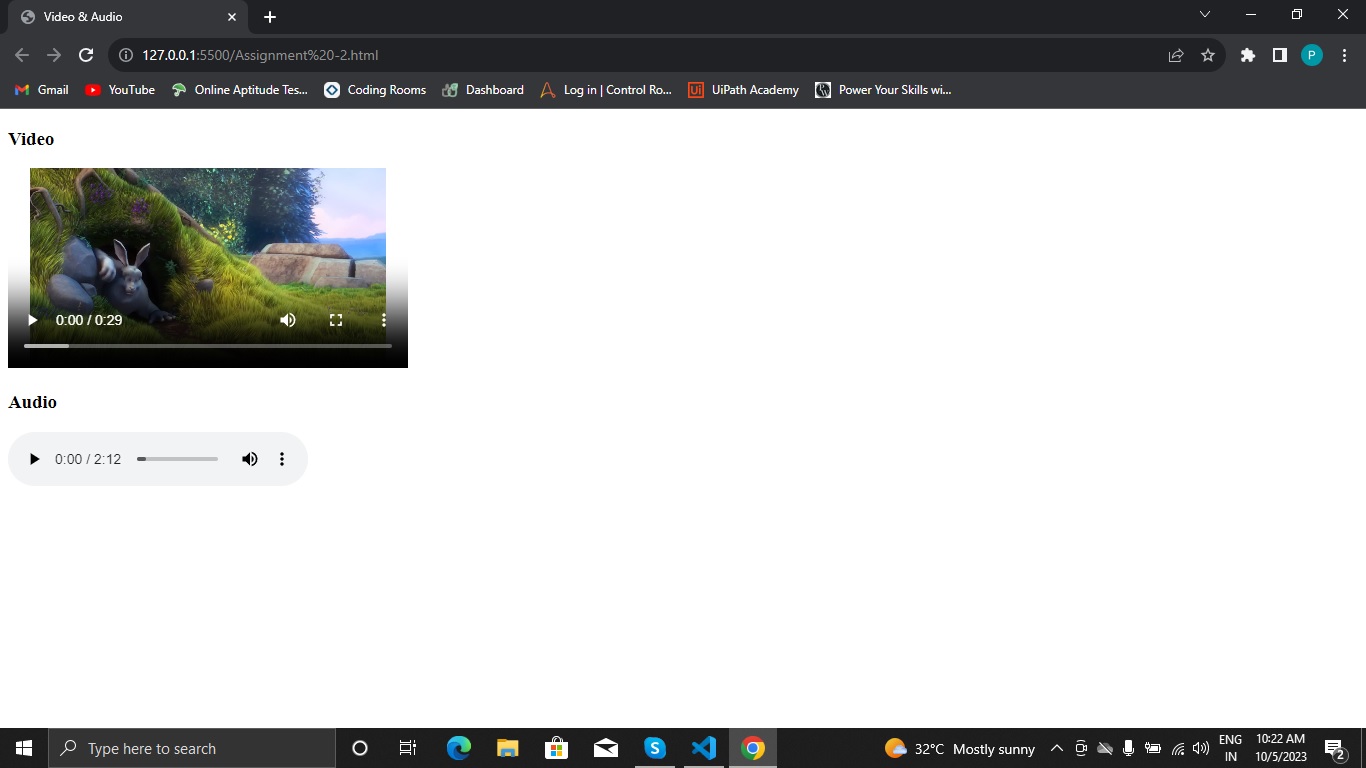 Video & Audio
127.0.0.1:5500/Assignment%20-2.html
P
Gmail
YouTube
Online Aptitude Tes...
Coding Rooms
Dashboard
Log in | Control Ro...
Ui
UiPath Academy
Power Your Skills wi...
Video
0:00 / 0:29
Audio
0:00 / 2:12
Type here to search
32°C Mostly sunny
ENG
IN
10:22 AM
10/5/2023
2